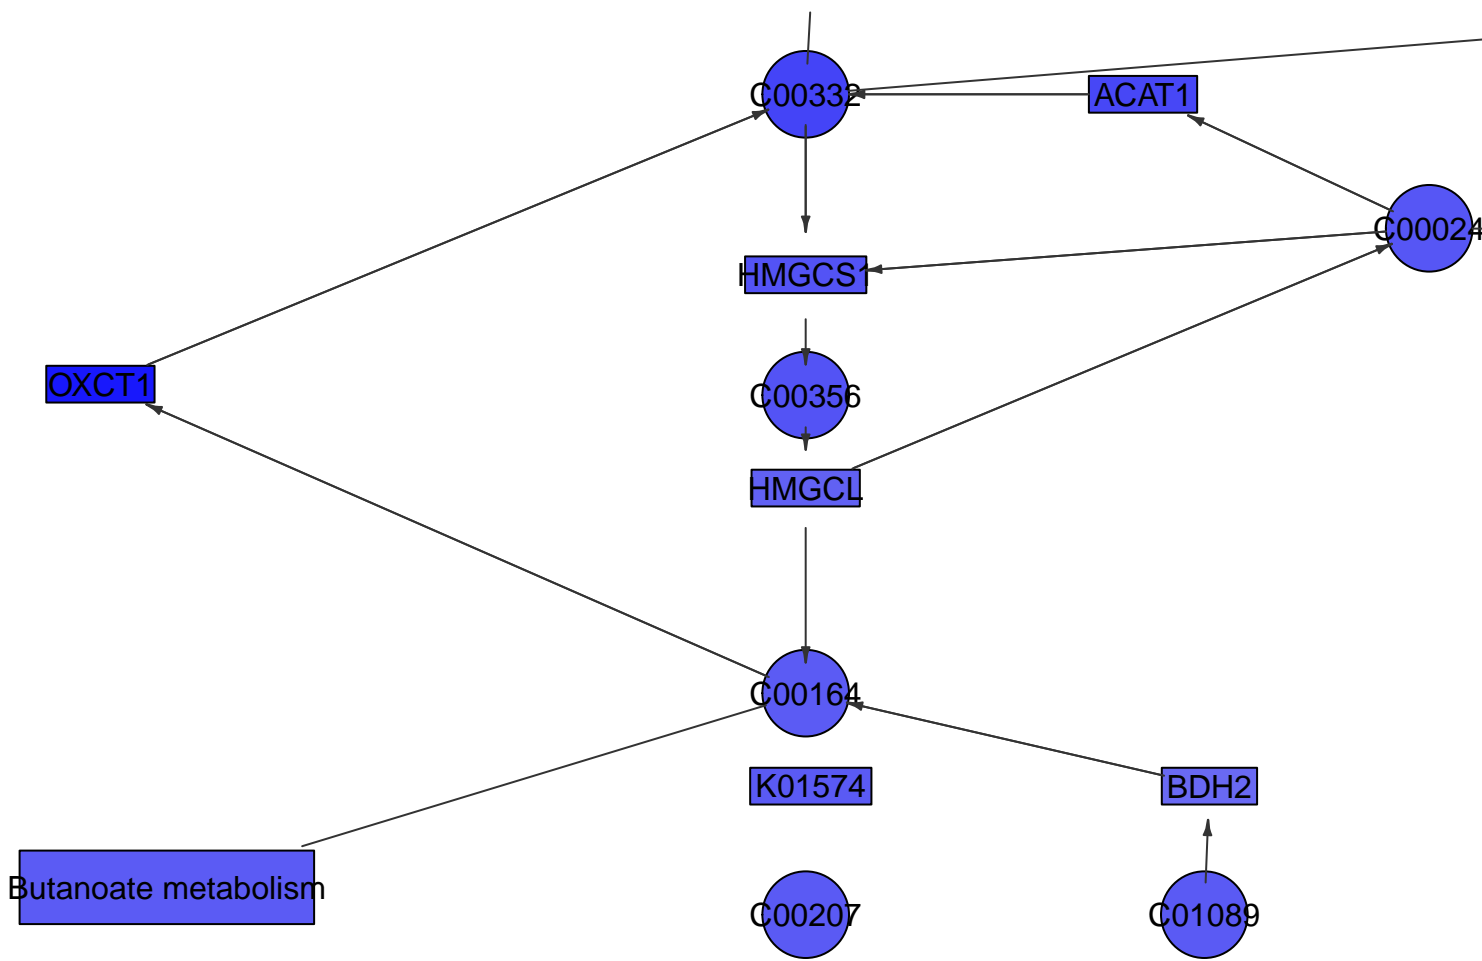 C00332
ACAT1
C00024
HMGCS1
OXCT1
C00356
HMGCL
C00164
K01574
BDH2
Butanoate metabolism
C00207
C01089